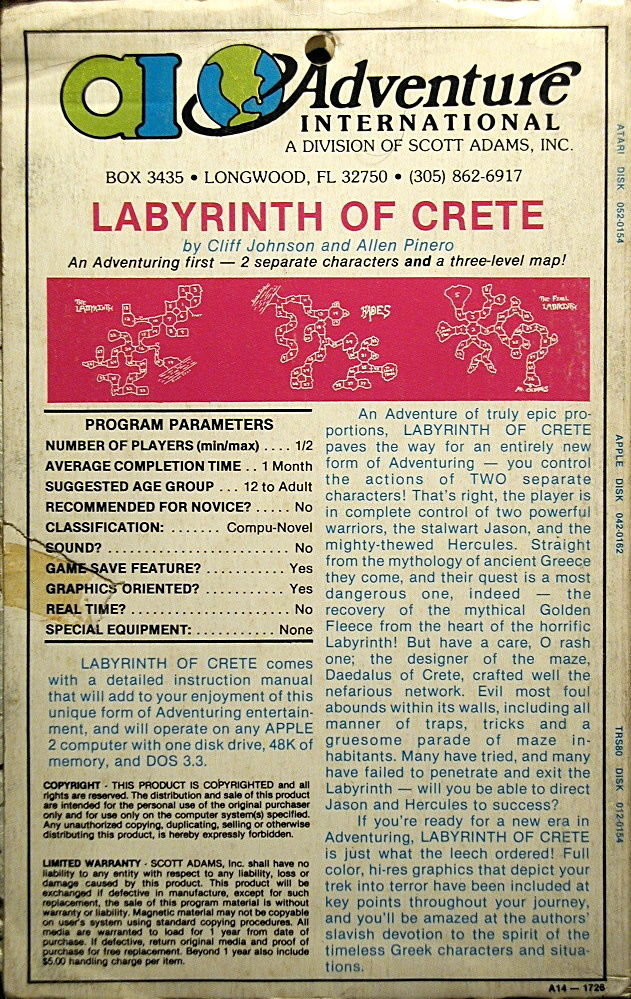 ai Adventure
INTERNATIONAL
A DIVISION OF SCOTT ADAMS, INC.
BOX 3435 • LONGWOOD, FL 32750 • (305) 862-6917
LABYRINTH OF CRETE
by Cliff Johnson and Allen Pinero
An Adventuring first — 2 separate characters and a three-level map!
THE LABYRINTH
HADES
THE FINAL LABYRINTH
PROGRAM PARAMETERS
NUMBER OF PLAYERS (min/max) .... 1/2
AVERAGE COMPLETION TIME .. 1 Month
SUGGESTED AGE GROUP ... 12 to Adult
RECOMMENDED FOR NOVICE? ..... No
CLASSIFICATION: ....... Compu-Novel
SOUND? ........................ No
GAME SAVE FEATURE? ........... Yes
GRAPHICS ORIENTED? ........... Yes
REAL TIME? ..................... No
SPECIAL EQUIPMENT: .......... None
LABYRINTH OF CRETE comes
with a detailed instruction manual
that will add to your enjoyment of this
unique form of Adventuring entertain-
ment, and will operate on any APPLE
2 computer with one disk drive, 48K of
memory, and DOS 3.3.
COPYRIGHT - THIS PRODUCT IS COPYRIGHTED and all
rights are reserved. The distribution and sale of this product
are intended for the personal use of the original purchaser
only and for use only on the computer system(s) specified.
Any unauthorized copying, duplicating, selling or otherwise
distributing this product, is hereby expressly forbidden.
LIMITED WARRANTY - SCOTT ADAMS, Inc. shall have no
liability to any entity with respect to any liability, loss or
damage caused by this product. This product will be
exchanged if defective in manufacture, except for such
replacement, the sale of this program material is without
warranty or liability. Magnetic material may not be copyable
on user's system using standard copying procedures. All
media are warranted to load for 1 year from date of
purchase. If defective, return original media and proof of
purchase for free replacement. Beyond 1 year also include
$5.00 handling charge per item.
An Adventure of truly epic pro-
portions, LABYRINTH OF CRETE
paves the way for an entirely new
form of Adventuring — you control
the actions of TWO separate
characters! That's right, the player is
in complete control of two powerful
warriors, the stalwart Jason, and the
mighty-thewed Hercules. Straight
from the mythology of ancient Greece
they come, and their quest is a most
dangerous one, indeed — the
recovery of the mythical Golden
Fleece from the heart of the horrific
Labyrinth! But have a care, O rash
one; the designer of the maze,
Daedalus of Crete, crafted well the
nefarious network. Evil most foul
abounds within its walls, including all
manner of traps, tricks and a
gruesome parade of maze in-
habitants. Many have tried, and many
have failed to penetrate and exit the
Labyrinth — will you be able to direct
Jason and Hercules to success?
If you're ready for a new era in
Adventuring, LABYRINTH OF CRETE
is just what the leech ordered! Full
color, hi-res graphics that depict your
trek into terror have been included at
key points throughout your journey,
and you'll be amazed at the authors'
slavish devotion to the spirit of the
timeless Greek characters and situa-
tions.
A14 — 1726
ATARI DISK 052-0154
APPLE DISK 042-0162
TRS80 DISK 012-0154